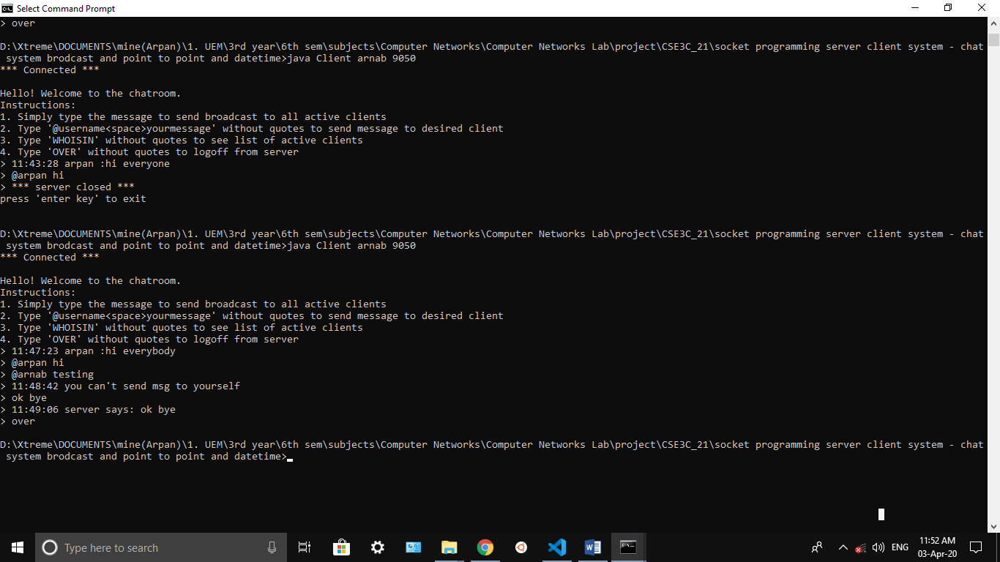 Select Command Prompt
> over
D:\Xtreme\DOCUMENTS\mine(Arpan)\1. UEM\3rd year\6th sem\subjects\Computer Networks\Computer Networks Lab\project\CSE3C_21\socket programming server client system - chat
system brodcast and point to point and datetime>java Client arnab 9050
*** Connected ***
Hello! Welcome to the chatroom.
Instructions:
1. Simply type the message to send broadcast to all active clients
2. Type '@username<space>yourmessage' without quotes to send message to desired client
3. Type 'WHOISIN' without quotes to see list of active clients
4. Type 'OVER' without quotes to logoff from server
> 11:43:28 arpan :hi everyone
> @arpan hi
> *** server closed ***
press 'enter key' to exit
D:\Xtreme\DOCUMENTS\mine(Arpan)\1. UEM\3rd year\6th sem\subjects\Computer Networks\Computer Networks Lab\project\CSE3C_21\socket programming server client system - chat
system brodcast and point to point and datetime>java Client arnab 9050
*** Connected ***
Hello! Welcome to the chatroom.
Instructions:
1. Simply type the message to send broadcast to all active clients
2. Type '@username<space>yourmessage' without quotes to send message to desired client
3. Type 'WHOISIN' without quotes to see list of active clients
4. Type 'OVER' without quotes to logoff from server
> 11:47:23 arpan :hi everybody
> @arpan hi
> @arnab testing
> 11:48:42 you can't send msg to yourself
> ok bye
> 11:49:06 server says: ok bye
> over
D:\Xtreme\DOCUMENTS\mine(Arpan)\1. UEM\3rd year\6th sem\subjects\Computer Networks\Computer Networks Lab\project\CSE3C_21\socket programming server client system - chat
system brodcast and point to point and datetime>
Type here to search
ENG
11:52 AM
03-Apr-20